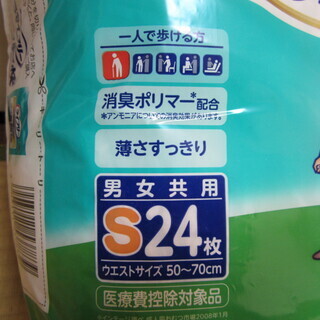 一人で歩ける方
消臭ポリマー*配合
*アンモニアについての消臭効果があります。
薄さすっきり
男女共用
S24枚
ウエストサイズ 50~70cm
医療費控除対象品